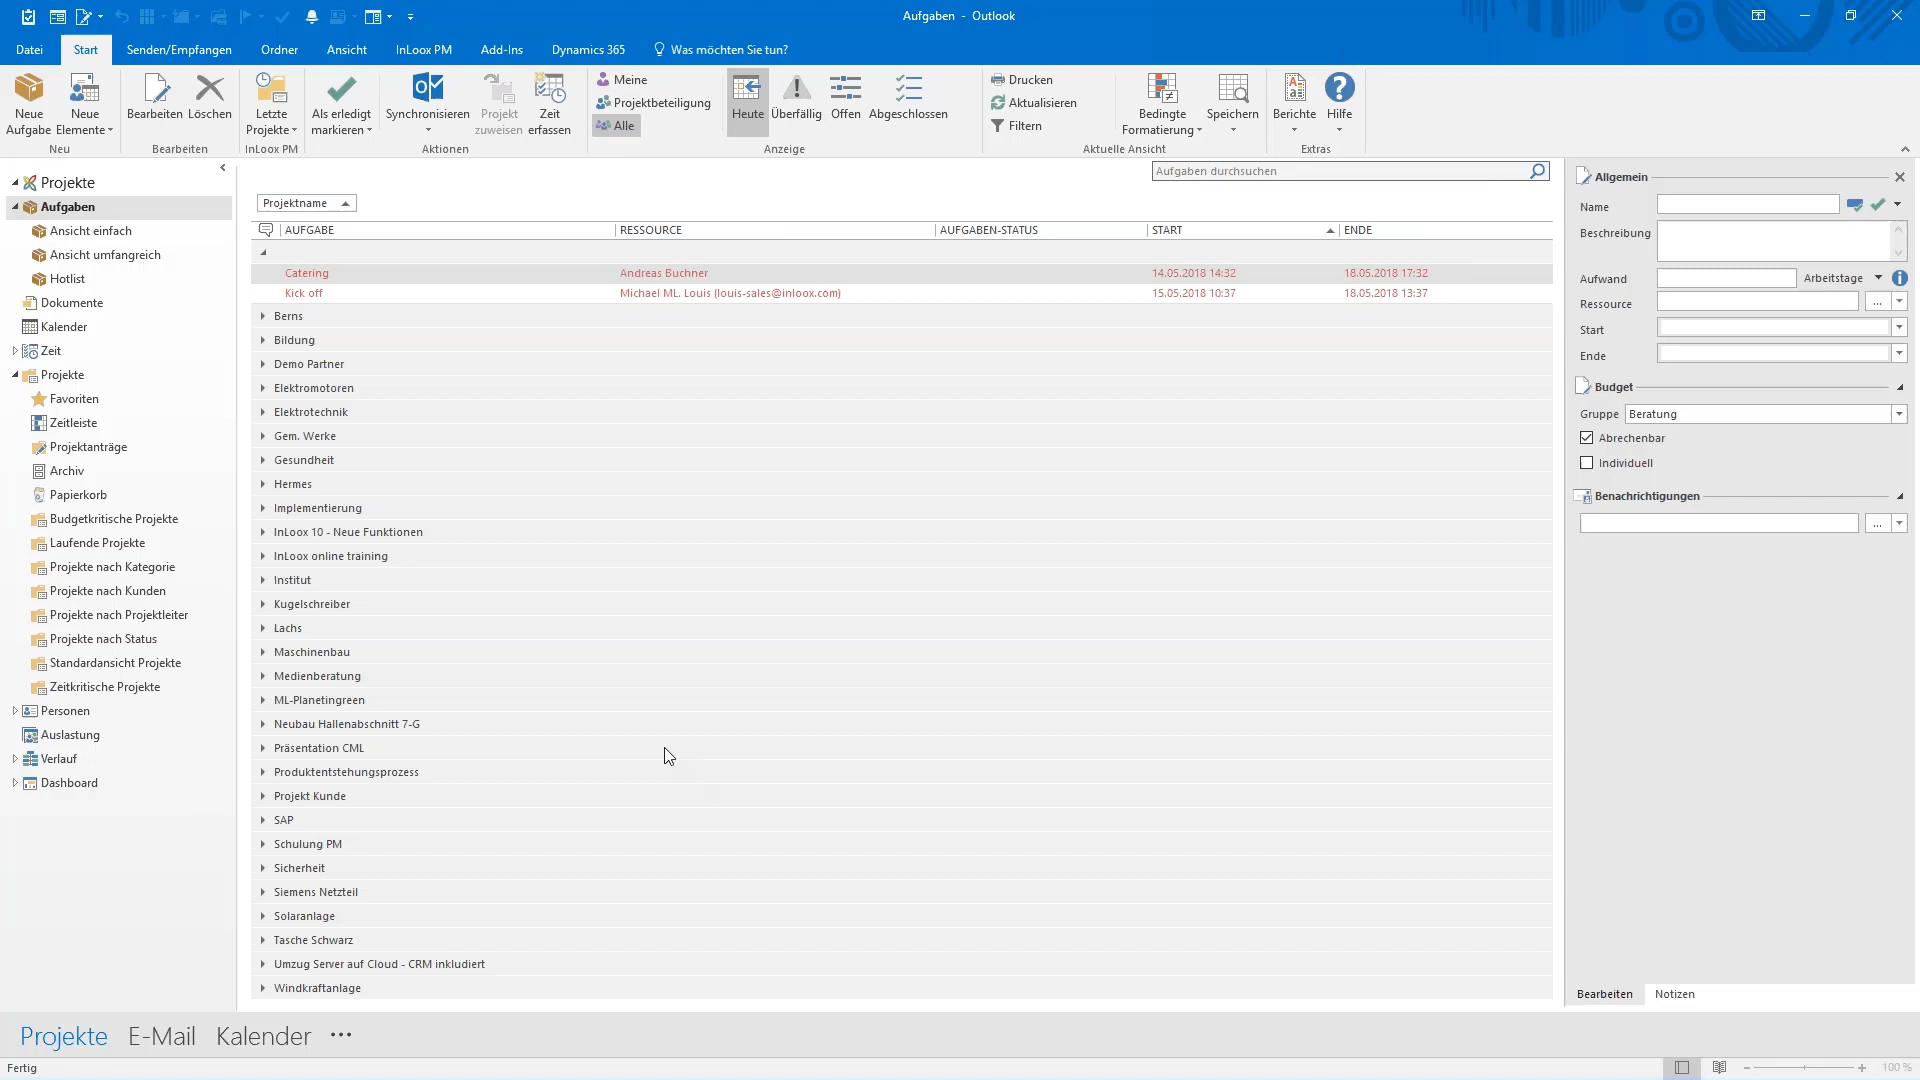 Aufgaben - Outlook
Datei Start Senden/Empfangen Ordner Ansicht InLoox PM Add-Ins Dynamics 365 Was möchten Sie tun?
Neue Aufgabe
Neue Elemente
Neu
Bearbeiten Löschen
Bearbeiten
Letzte Projekte
InLoox PM
Als erledigt markieren
Synchronisieren
Projekt zuweisen
Zeit erfassen
Aktionen
Meine
Projektbeteiligung
Alle
Heute Überfällig Offen Abgeschlossen
Anzeige
Drucken
Aktualisieren
Filtern
Bedingte Formatierung
Speichern
Aktuelle Ansicht
Berichte Hilfe
Extras
Projekte
Aufgaben
Ansicht einfach
Ansicht umfangreich
Hotlist
Dokumente
Kalender
Zeit
Projekte
Favoriten
Zeitleiste
Projektanträge
Archiv
Papierkorb
Budgetkritische Projekte
Laufende Projekte
Projekte nach Kategorie
Projekte nach Kunden
Projekte nach Projektleiter
Projekte nach Status
Standardansicht Projekte
Zeitkritische Projekte
Personen
Auslastung
Verlauf
Dashboard
Aufgaben durchsuchen
Projektname
AUFGABE RESSOURCE AUFGABEN-STATUS START ENDE
Catering Andreas Buchner 14.05.2018 14:32 18.05.2018 17:32
Kick off Michael ML. Louis (louis-sales@inloox.com) 15.05.2018 10:37 18.05.2018 13:37
Berns
Bildung
Demo Partner
Elektromotoren
Elektrotechnik
Gem. Werke
Gesundheit
Hermes
Implementierung
InLoox 10 - Neue Funktionen
InLoox online training
Institut
Kugelschreiber
Lachs
Maschinenbau
Medienberatung
ML-Planetingreen
Neubau Hallenabschnitt 7-G
Präsentation CML
Produktentstehungsprozess
Projekt Kunde
SAP
Schulung PM
Sicherheit
Siemens Netzteil
Solaranlage
Tasche Schwarz
Umzug Server auf Cloud - CRM inkludiert
Windkraftanlage
Allgemein
Name
Beschreibung
Aufwand Arbeitstage
Ressource ...
Start
Ende
Budget
Gruppe Beratung
Abrechenbar
Individuell
Benachrichtigungen
...
Bearbeiten Notizen
Projekte E-Mail Kalender ...
Fertig
100 %